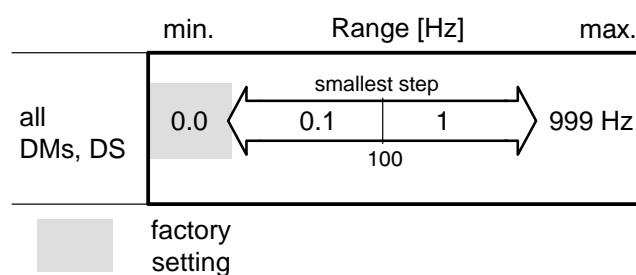 min. Range [Hz] max.
smallest step
all
DMs, DS
0.0 0.1 1 999 Hz
100
factory
setting